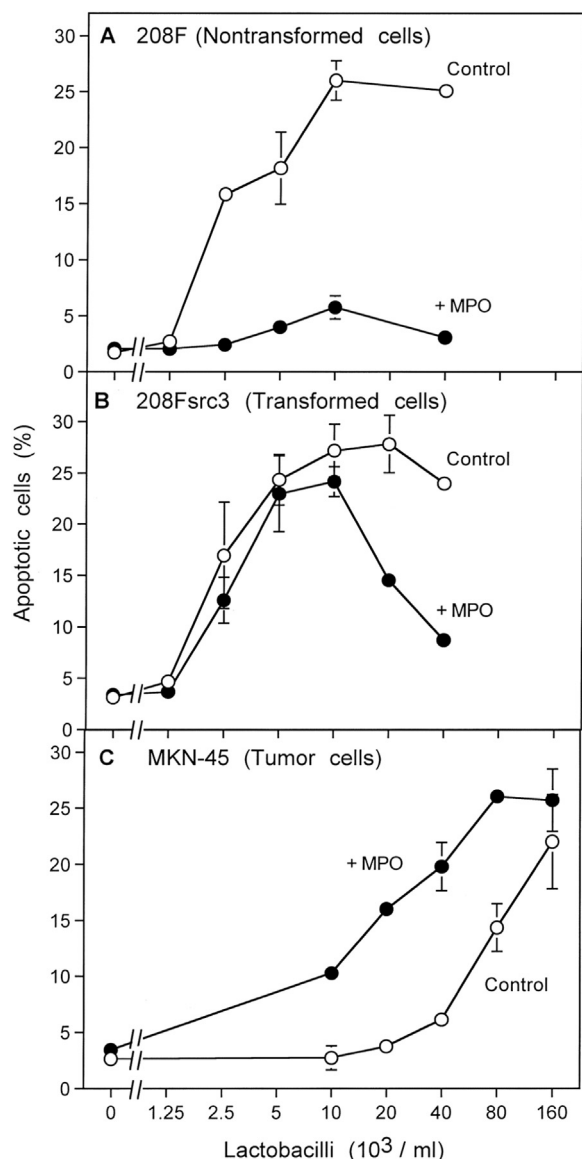 A 208F (Nontransformed cells)
30
25
20
15
10
5
0
Control
+ MPO
B 208Fsrc3 (Transformed cells)
30
25
20
15
10
5
0
Control
+ MPO
Apoptotic cells (%)
C MKN-45 (Tumor cells)
30
25
20
15
10
5
0
+ MPO
Control
0 1.25 2.5 5 10 20 40 80 160
Lactobacilli (10³ / ml)